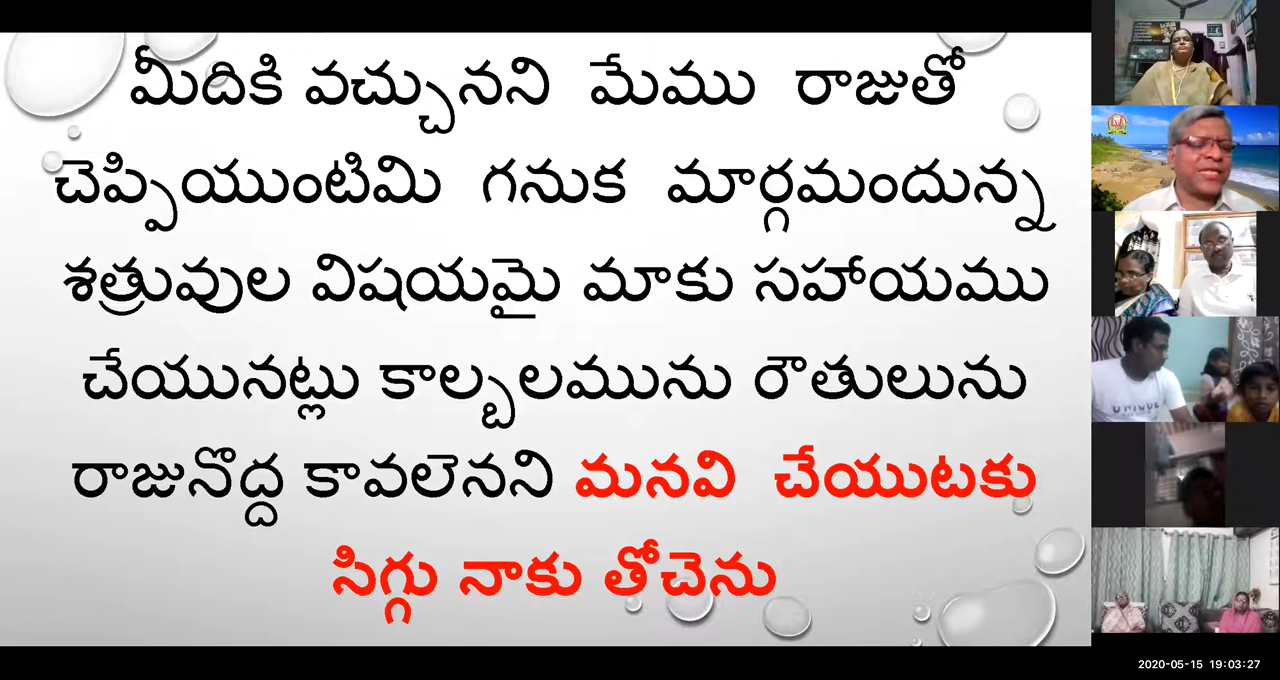 మీదికి వచ్చునని మేము రాజుతో
చెప్పియుంటిమి గనుక మార్గమందున్న
శత్రువుల విషయమై మాకు సహాయము
చేయునట్లు కాల్బలమును రౌతులును
రాజునొద్ద కావలెనని మనవి చేయుటకు
సిగ్గు నాకు తోచెను
2020-05-15 19:03:27